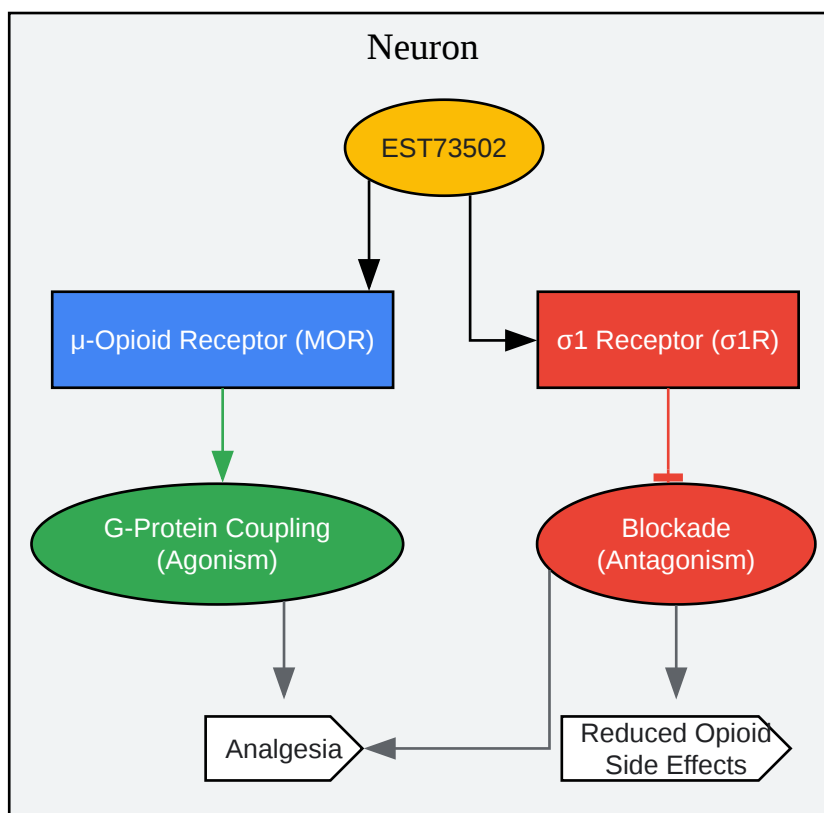 Neuron
EST73502
μ-Opioid Receptor (MOR)
σ1 Receptor (σ1R)
G-Protein Coupling
(Agonism)
Blockade
(Antagonism)
Analgesia
Reduced Opioid
Side Effects